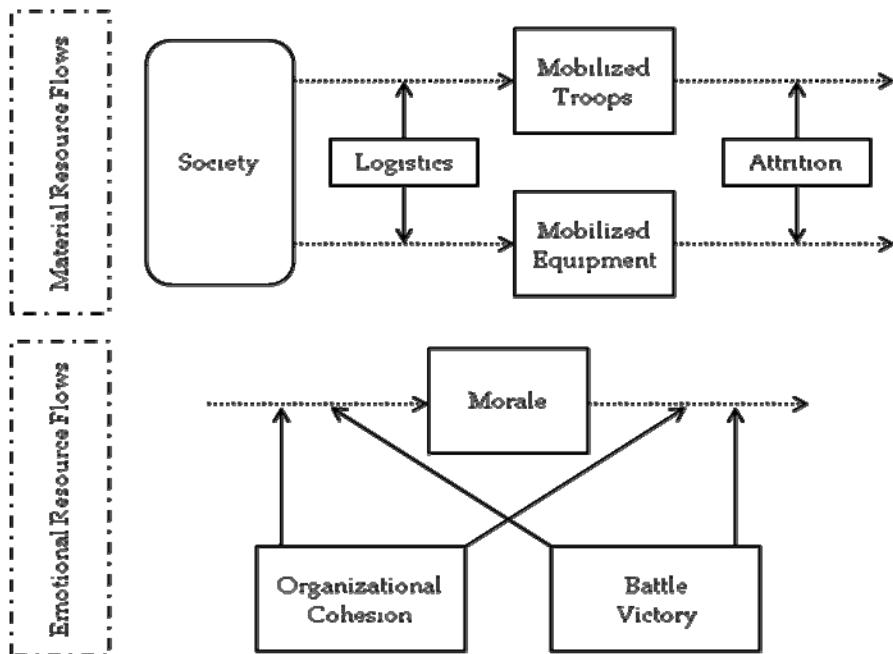 Material Resource Flows
Society
Logistics
Mobilized
Troops
Mobilized
Equipment
Attrition
Emotional Resource Flows
Morale
Organizational
Cohesion
Battle
Victory